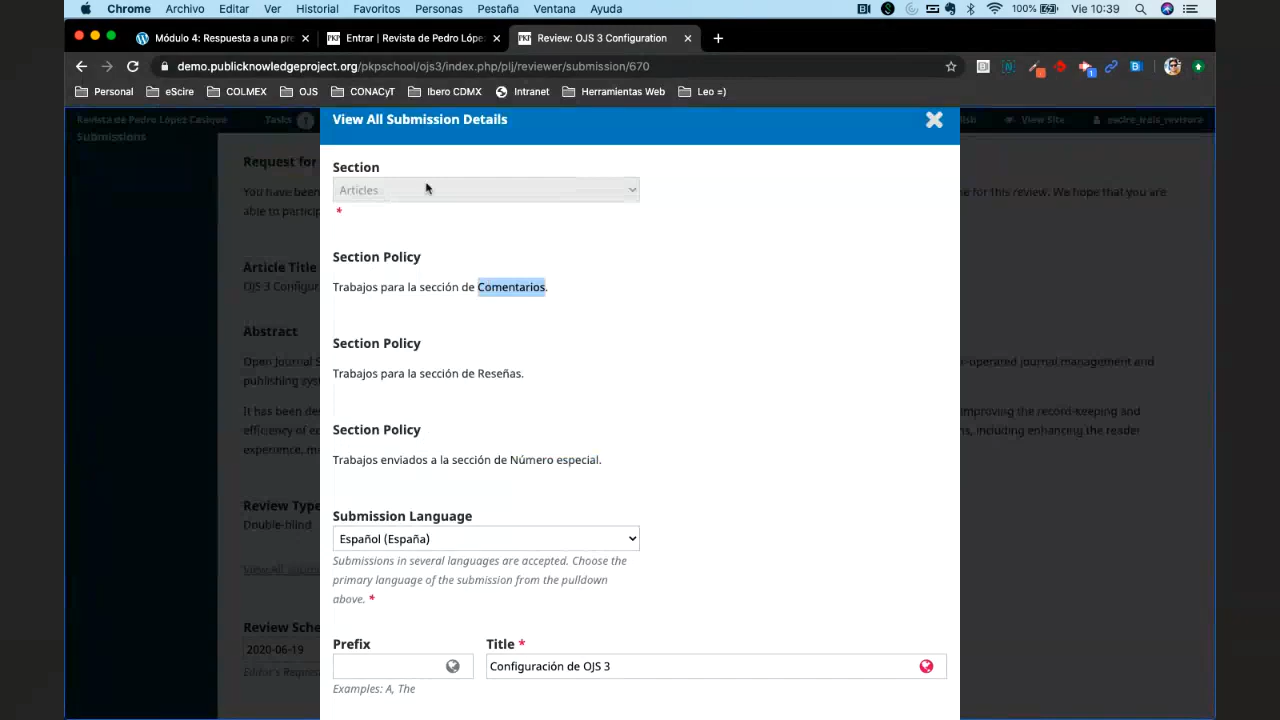 Chrome Archivo Editar Ver Historial Favoritos Personas Pestaña Ventana Ayuda 100% Vie 10:39
Módulo 4: Respuesta a una pre Entrar | Revista de Pedro Lópe Review: OJS 3 Configuration
demo.publicknowledgeproject.org/pkpschool/ojs3/index.php/plj/reviewer/submission/670
Personal eScire COLMEX OJS CONACyT Ibero CDMX Intranet Herramientas Web Leo =)
Revista de Pedro López Casique Tasks View Site
Submissions
View All Submission Details
Request for
You have been
e for this review. We hope that you are
able to particip
Article Title
OJS 3 Configur
Abstract
Open Journal S
-operated journal management and
publishing sys
It has been de
improving the record-keeping and
efficiency of e
s, including enhancing the reader
experience, m
Review Type
Double-blind
View All
Review Sche
2020-06-19
Editor's Reque
Section
Articles
*
Section Policy
Trabajos para la sección de Comentarios.
Section Policy
Trabajos para la sección de Reseñas.
Section Policy
Trabajos enviados a la sección de Número especial.
Submission Language
Español (España)
Submissions in several languages are accepted. Choose the
primary language of the submission from the pulldown
above. *
Prefix Title *
Configuración de OJS 3
Examples: A, The